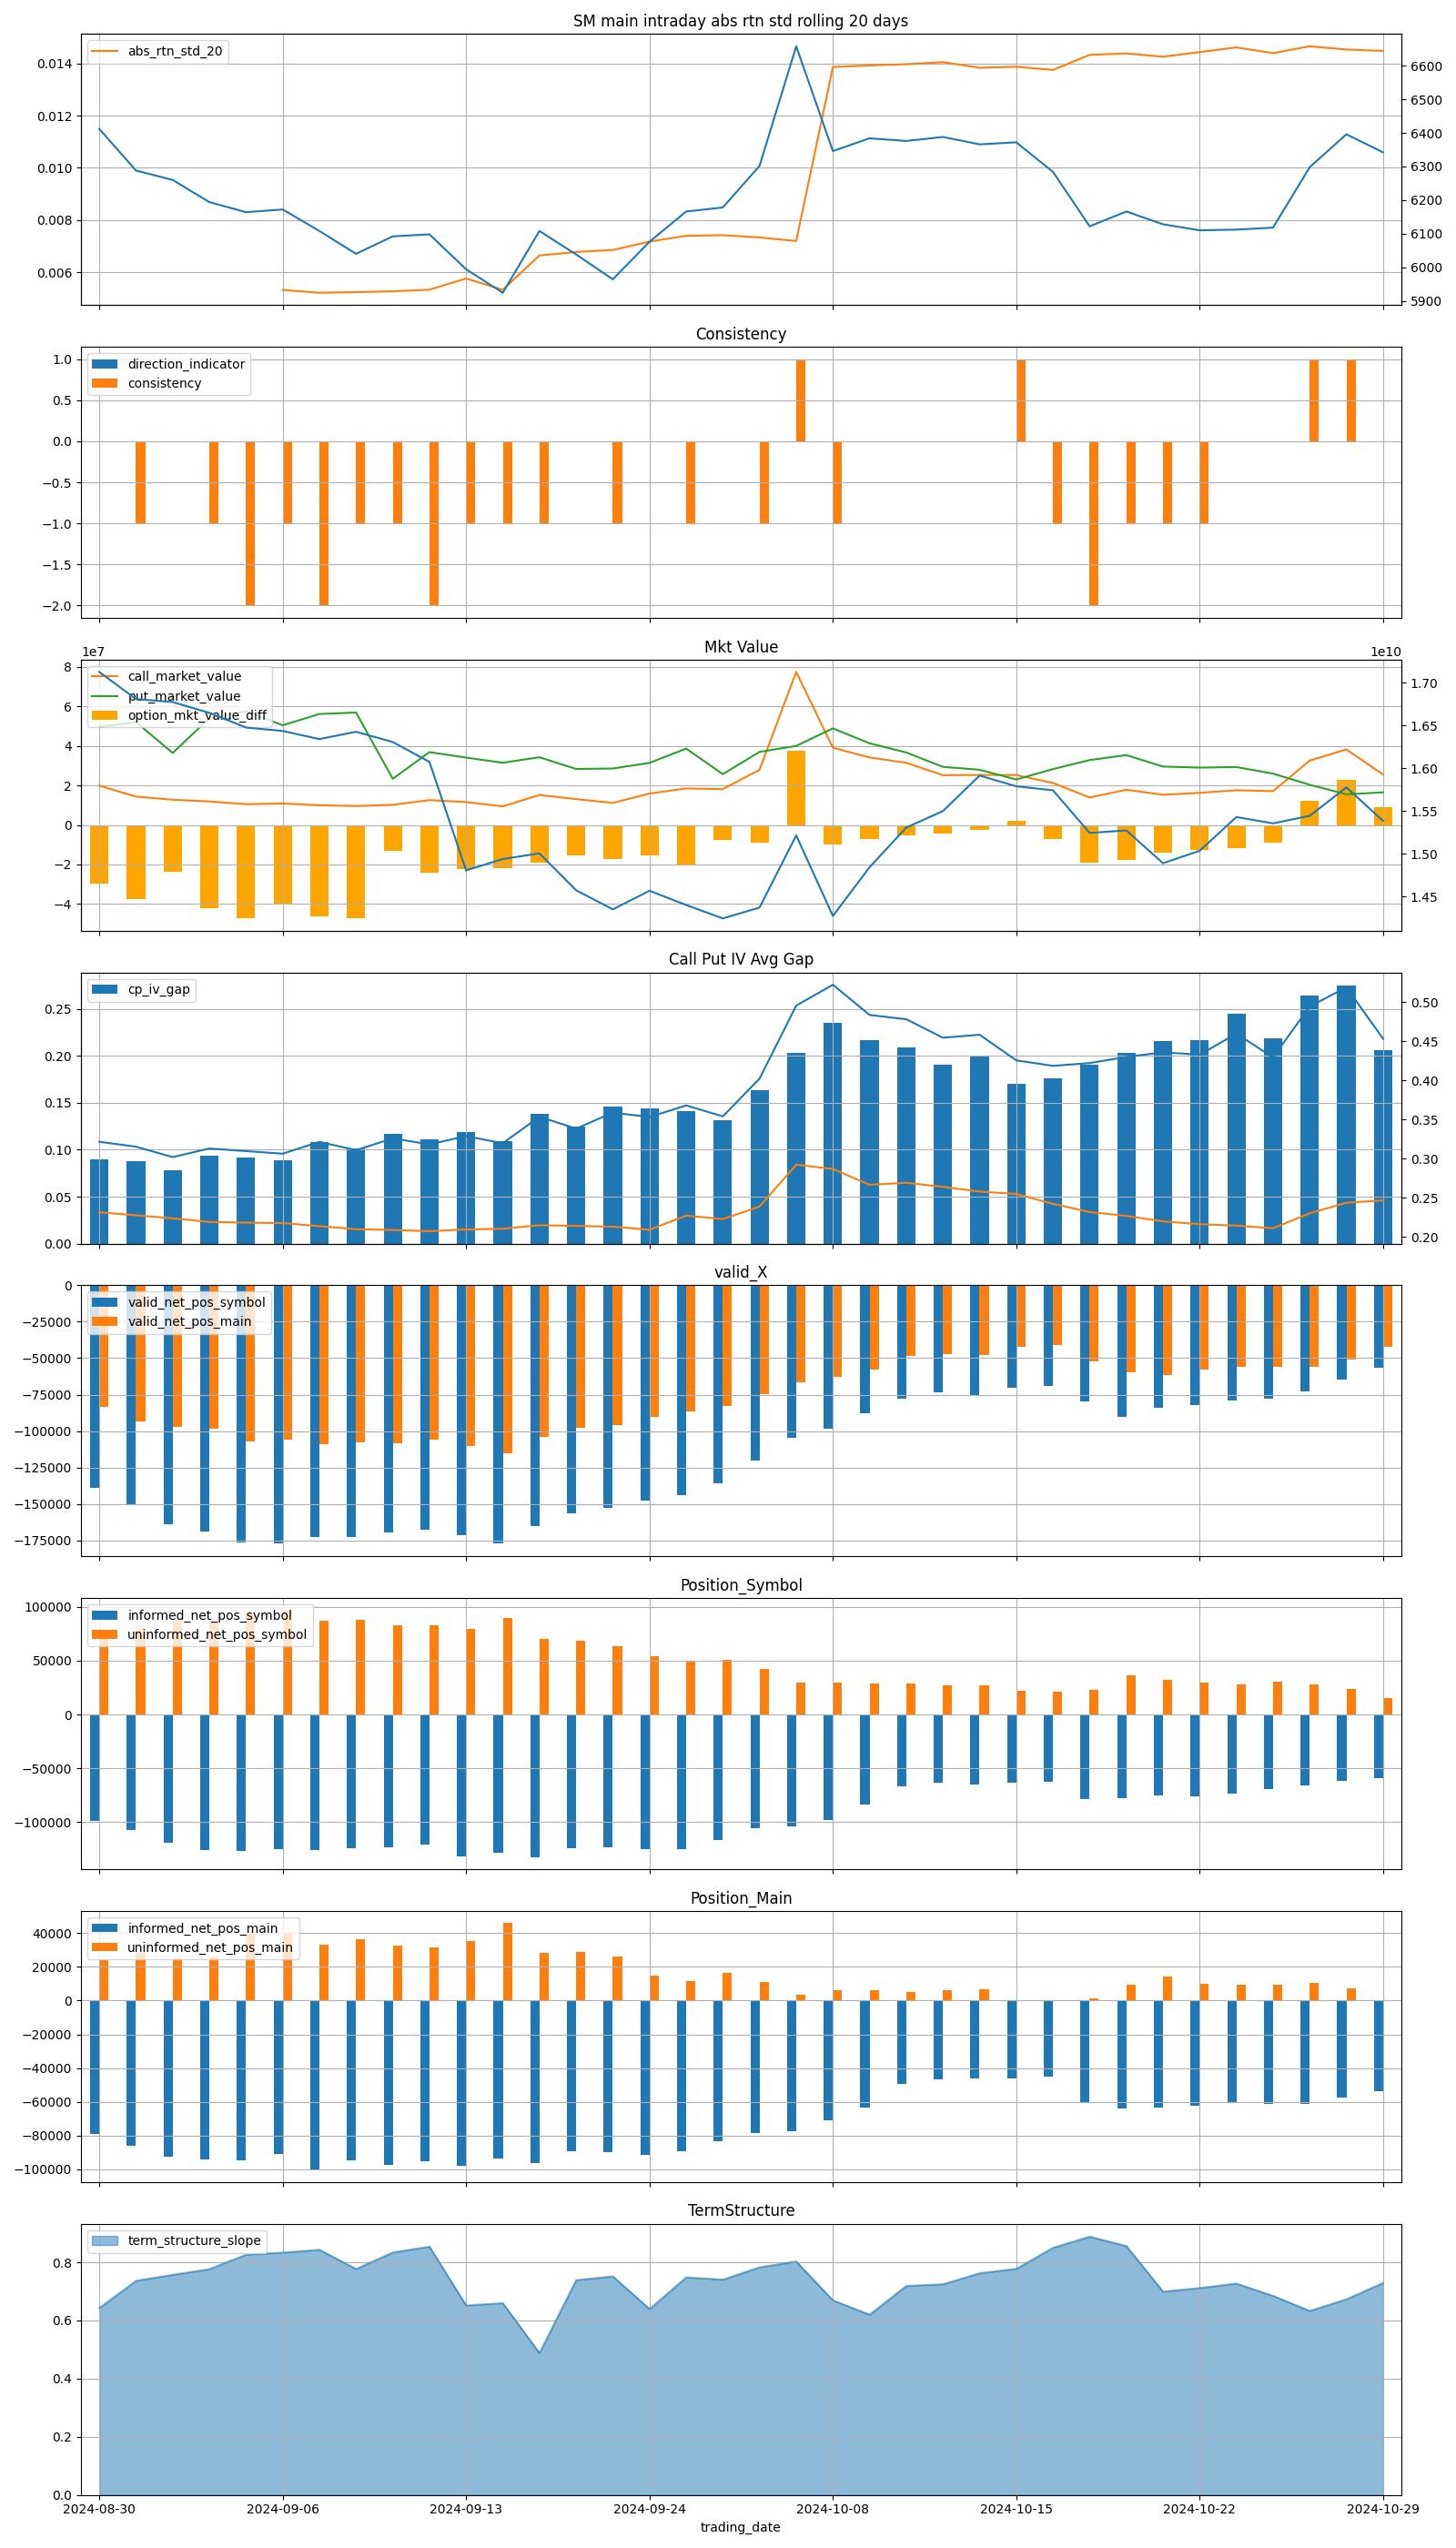 SM main intraday abs rtn std rolling 20 days
abs_rtn_std_20
0.014
0.012
0.010
0.008
0.006
6600
6500
6400
6300
6200
6100
6000
5900
Consistency
direction_indicator
consistency
1.0
0.5
0.0
−0.5
−1.0
−1.5
−2.0
Mkt Value
1e7
1e10
call_market_value
put_market_value
option_mkt_value_diff
8
6
4
2
0
−2
−4
1.70
1.65
1.60
1.55
1.50
1.45
Call Put IV Avg Gap
cp_iv_gap
0.25
0.20
0.15
0.10
0.05
0.00
0.50
0.45
0.40
0.35
0.30
0.25
0.20
valid_X
valid_net_pos_symbol
valid_net_pos_main
0
−25000
−50000
−75000
−100000
−125000
−150000
−175000
Position_Symbol
informed_net_pos_symbol
uninformed_net_pos_symbol
100000
50000
0
−50000
−100000
Position_Main
informed_net_pos_main
uninformed_net_pos_main
40000
20000
0
−20000
−40000
−60000
−80000
−100000
TermStructure
term_structure_slope
0.8
0.6
0.4
0.2
0.0
2024-08-30 2024-09-06 2024-09-13 2024-09-24 2024-10-08 2024-10-15 2024-10-22 2024-10-29
trading_date